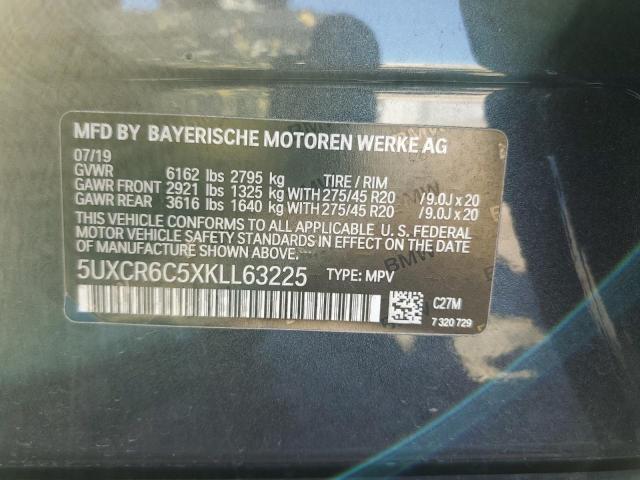 MFD BY BAYERISCHE MOTOREN WERKE AG
07/19
GVWR 6162 lbs 2795 kg TIRE / RIM
GAWR FRONT 2921 lbs 1325 kg WITH 275/45 R20 / 9.0J x 20
GAWR REAR 3616 lbs 1640 kg WITH 275/45 R20 / 9.0J x 20
THIS VEHICLE CONFORMS TO ALL APPLICABLE U. S. FEDERAL
MOTOR VEHICLE SAFETY STANDARDS IN EFFECT ON THE DATE
OF MANUFACTURE.
5UXCR6C5XKLL63225 TYPE: MPV
C27M
7 320 729